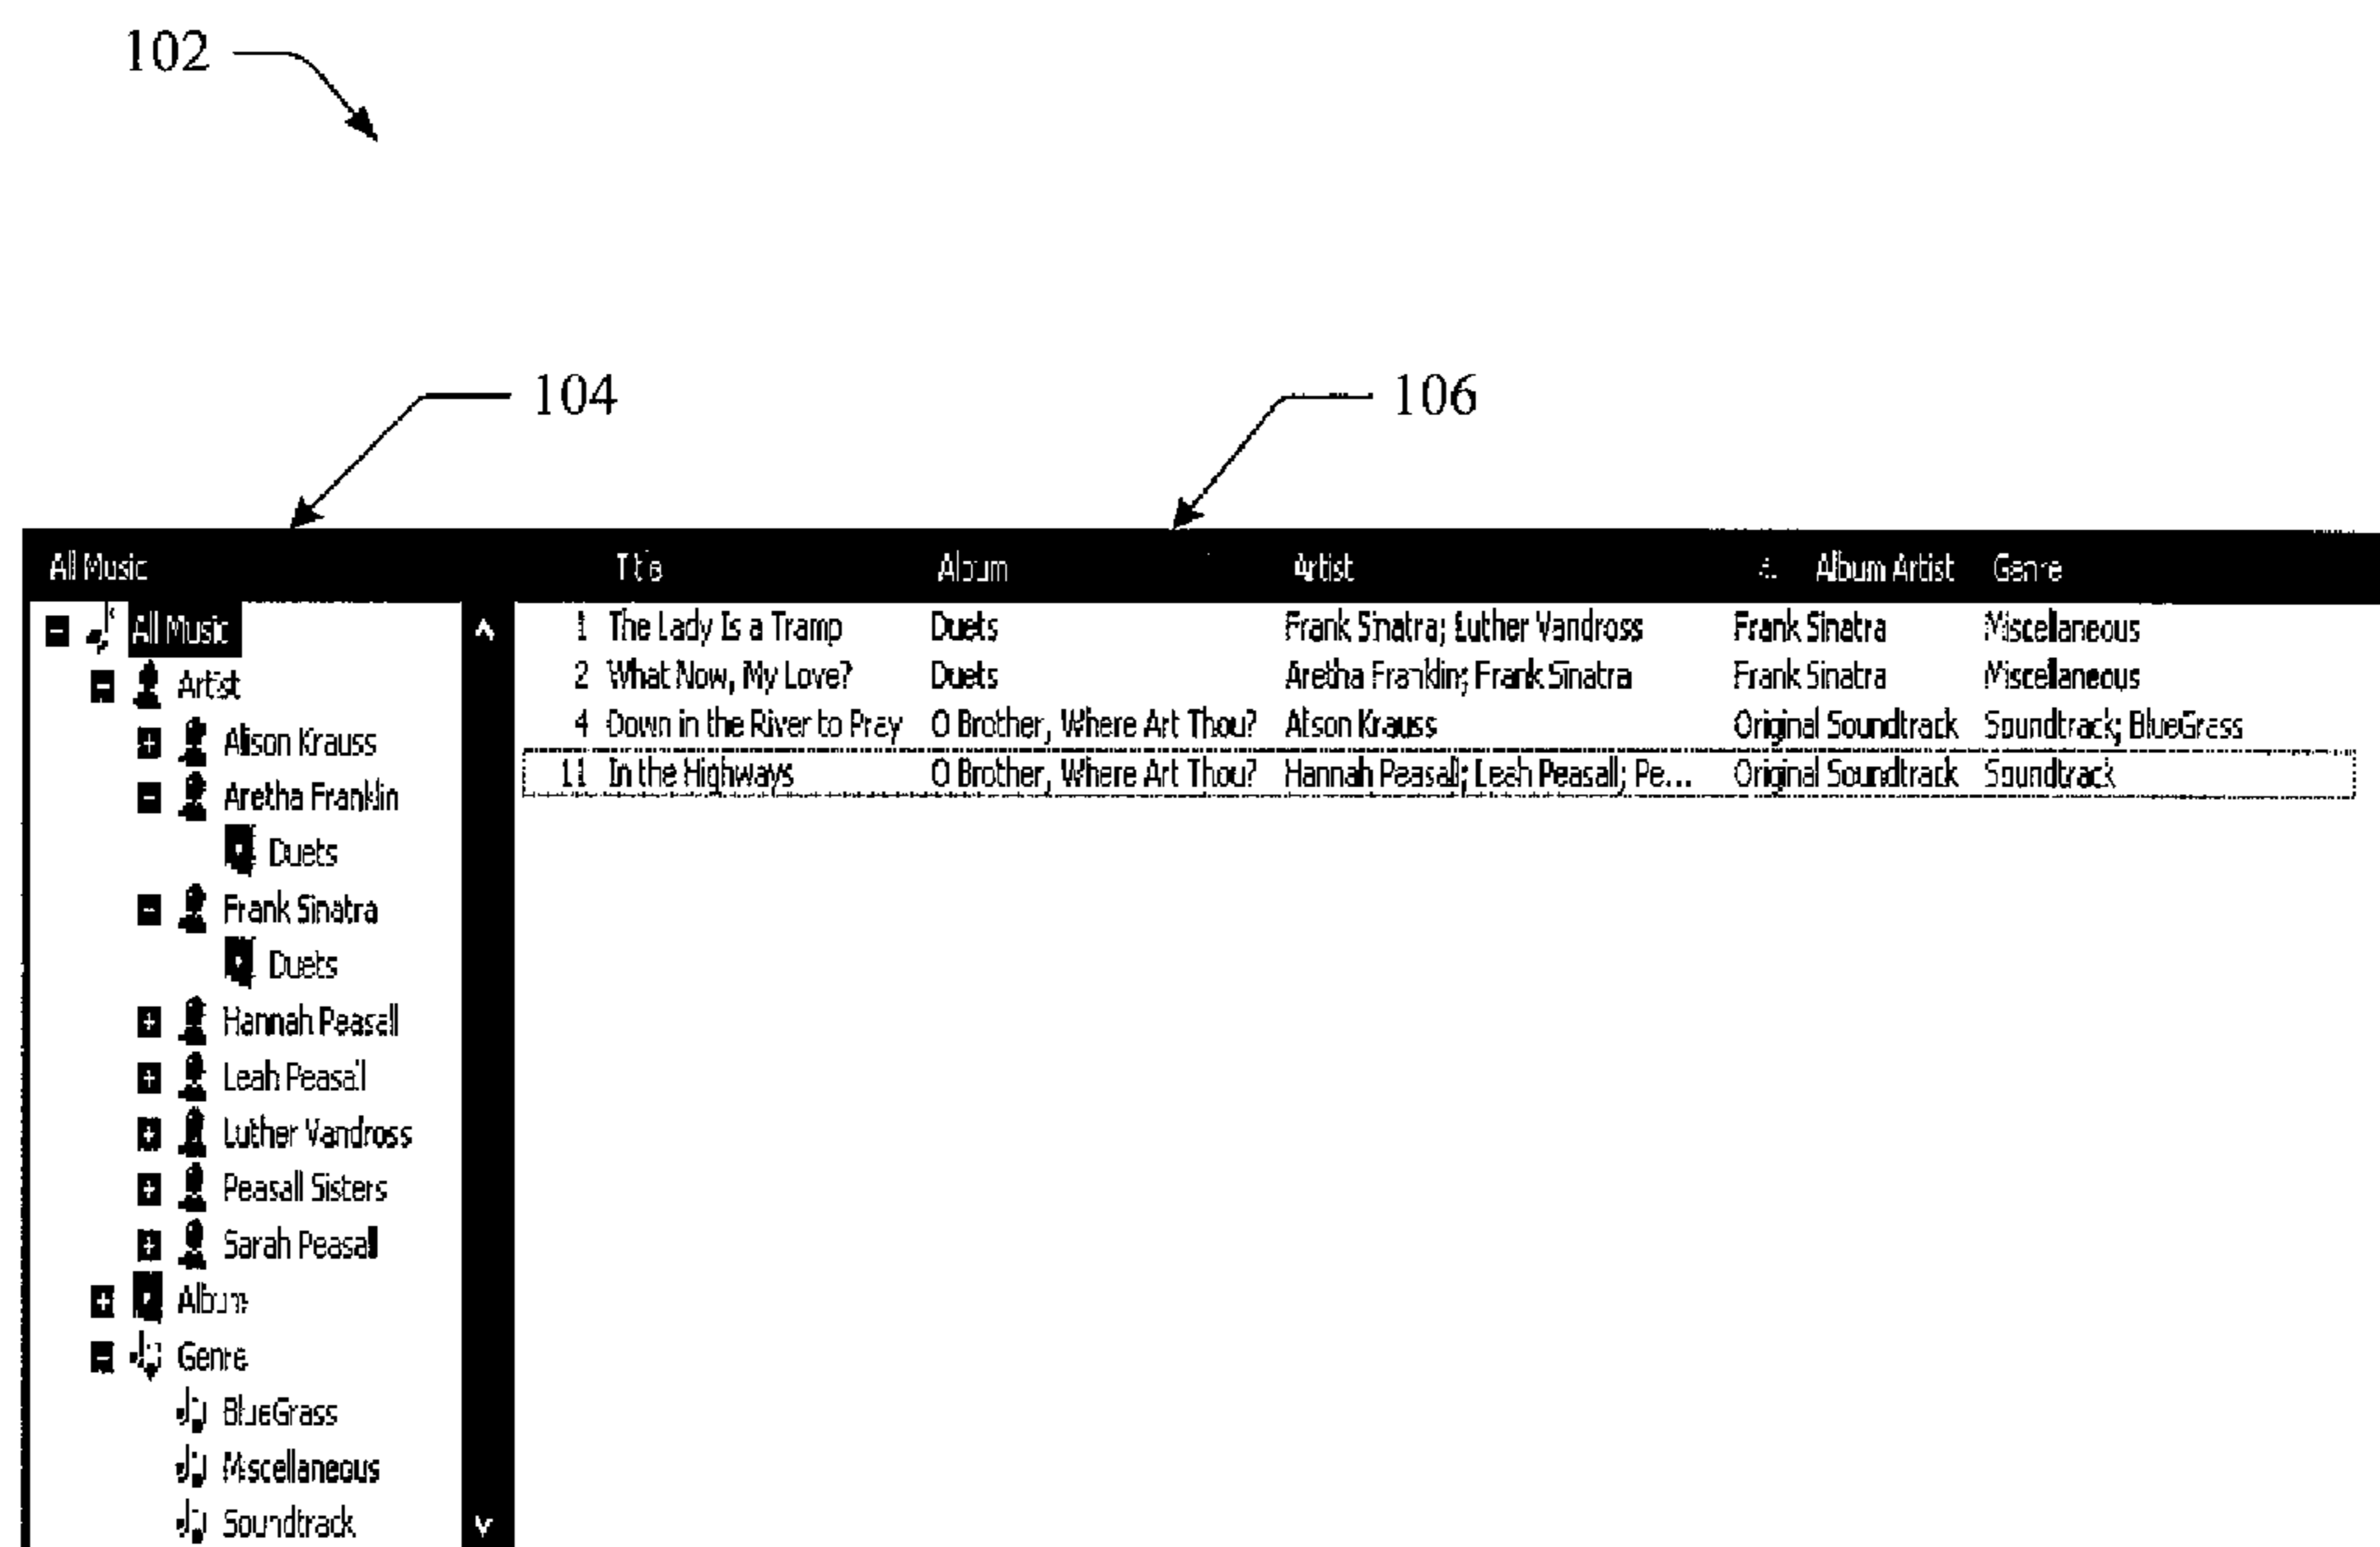 102
104
106
All Music Title Album Artist Album Artist Genre
All Music
Artist
Alison Krauss
Aretha Franklin
Duets
Frank Sinatra
Duets
Hannah Peasall
Leah Peasall
Luther Vandross
Peasall Sisters
Sarah Peasall
Album
Genre
BlueGrass
Miscellaneous
Soundtrack
1 The Lady Is a Tramp Duets Frank Sinatra; Luther Vandross Frank Sinatra Miscellaneous
2 What Now, My Love? Duets Aretha Franklin; Frank Sinatra Frank Sinatra Miscellaneous
4 Down in the River to Pray O Brother, Where Art Thou? Alison Krauss Original Soundtrack Soundtrack; BlueGrass
11 In the Highways O Brother, Where Art Thou? Hannah Peasall; Leah Peasall; Pe... Original Soundtrack Soundtrack